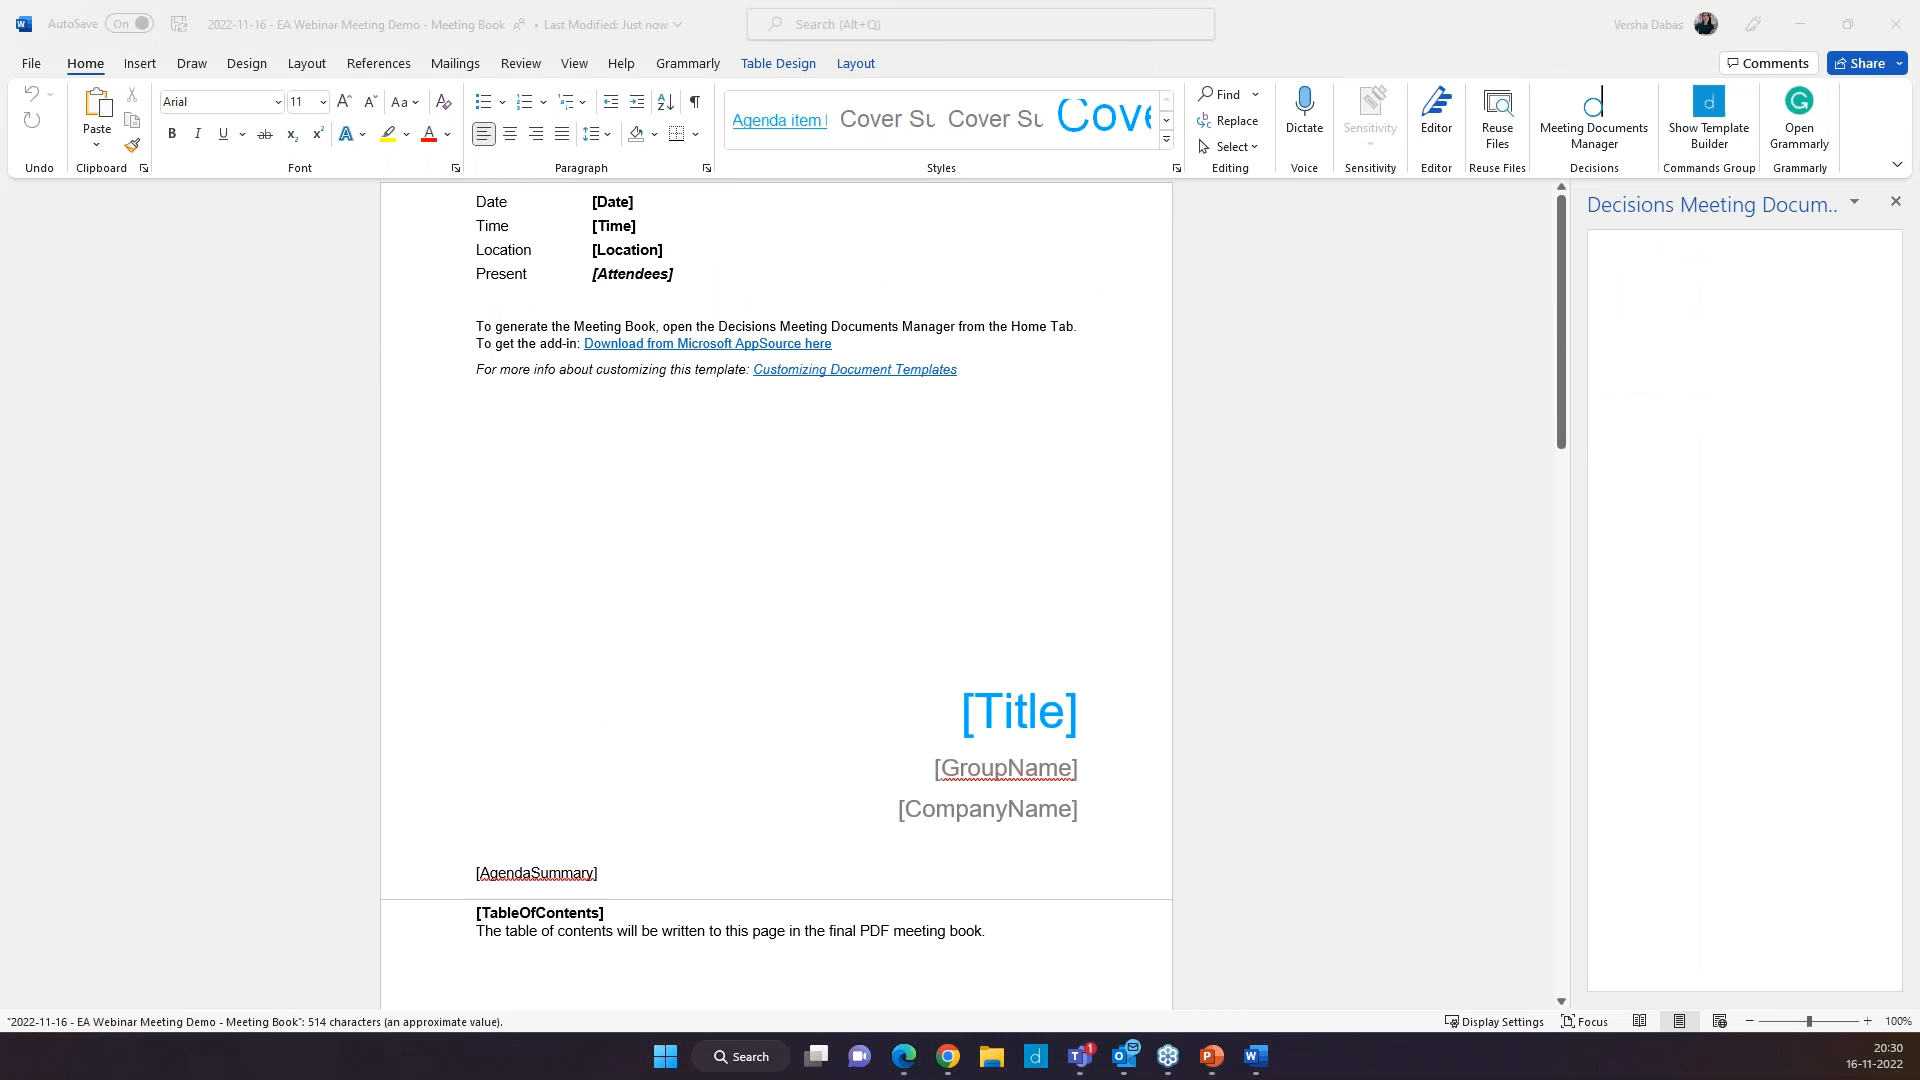 AutoSave On 2022-11-16 - EA Webinar Meeting Demo - Meeting Book • Last Modified: Just now Search (Alt+Q) Versha Dabas
File Home Insert Draw Design Layout References Mailings Review View Help Grammarly Table Design Layout Comments Share
Paste
Arial 11 Aa
B I U ab x₂ x² A A
Agenda item Cover Su Cover Su Cove
Find
Replace
Select
Dictate
Sensitivity
Editor
Reuse Files
Meeting Documents Manager
Show Template Builder
Open Grammarly
Undo Clipboard Font Paragraph Styles Editing Voice Sensitivity Editor Reuse Files Decisions Commands Group Grammarly
Decisions Meeting Docum..
Date [Date]
Time [Time]
Location [Location]
Present [Attendees]
To generate the Meeting Book, open the Decisions Meeting Documents Manager from the Home Tab.
To get the add-in: Download from Microsoft AppSource here
For more info about customizing this template: Customizing Document Templates
[Title]
[GroupName]
[CompanyName]
[AgendaSummary]
[TableOfContents]
The table of contents will be written to this page in the final PDF meeting book.
"2022-11-16 - EA Webinar Meeting Demo - Meeting Book": 514 characters (an approximate value). Display Settings Focus 100%
Search
20:30
16-11-2022